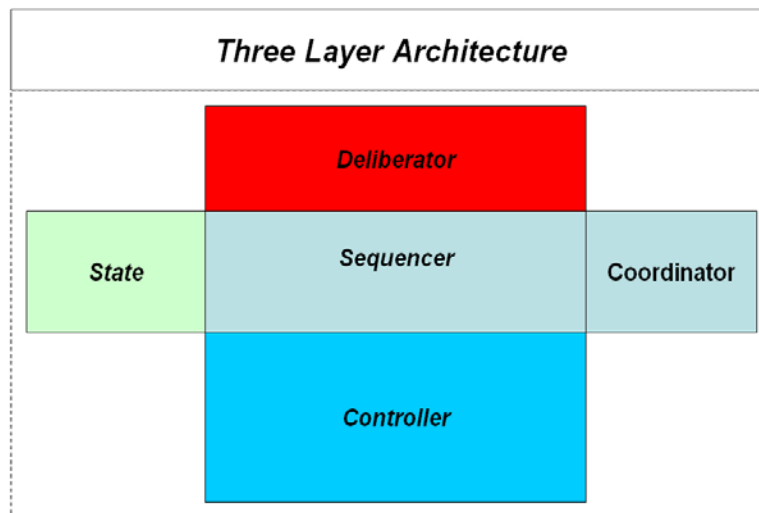 Three Layer Architecture
Deliberator
State
Sequencer
Coordinator
Controller